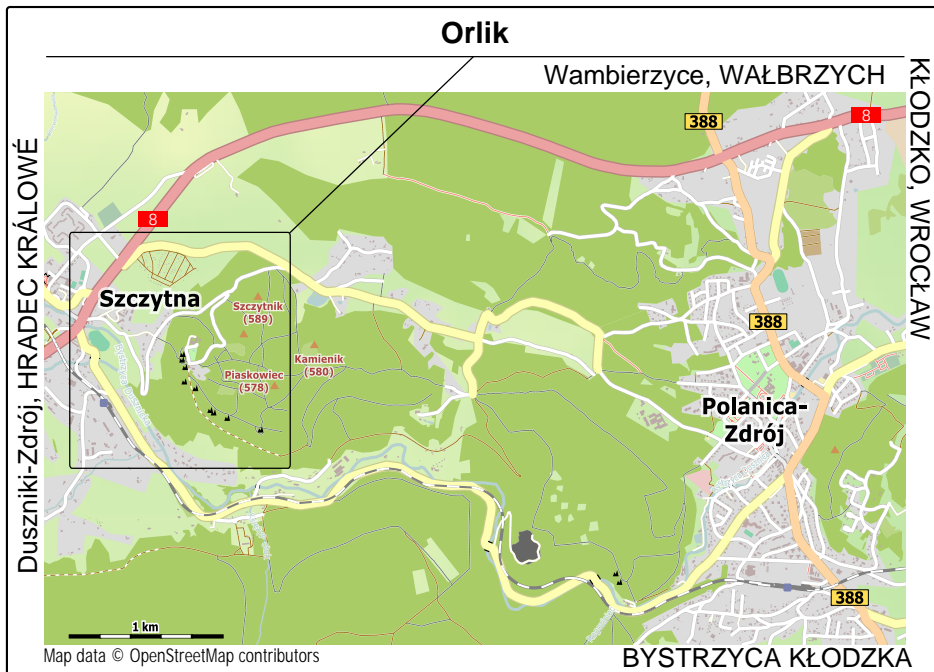 Orlik
Wambierzyce, WAŁBRZYCH
KŁODZKO, WROCŁAW
Duszniki-Zdrój, HRADEC KRÁLOWÉ
388
8
8
Szczytna
Szczytnik
(589)
Kamienik
(580)
Piaskowiec
(578)
388
Polanica-
Zdrój
388
1 km
Map data © OpenStreetMap contributors
BYSTRZYCA KŁODZKA